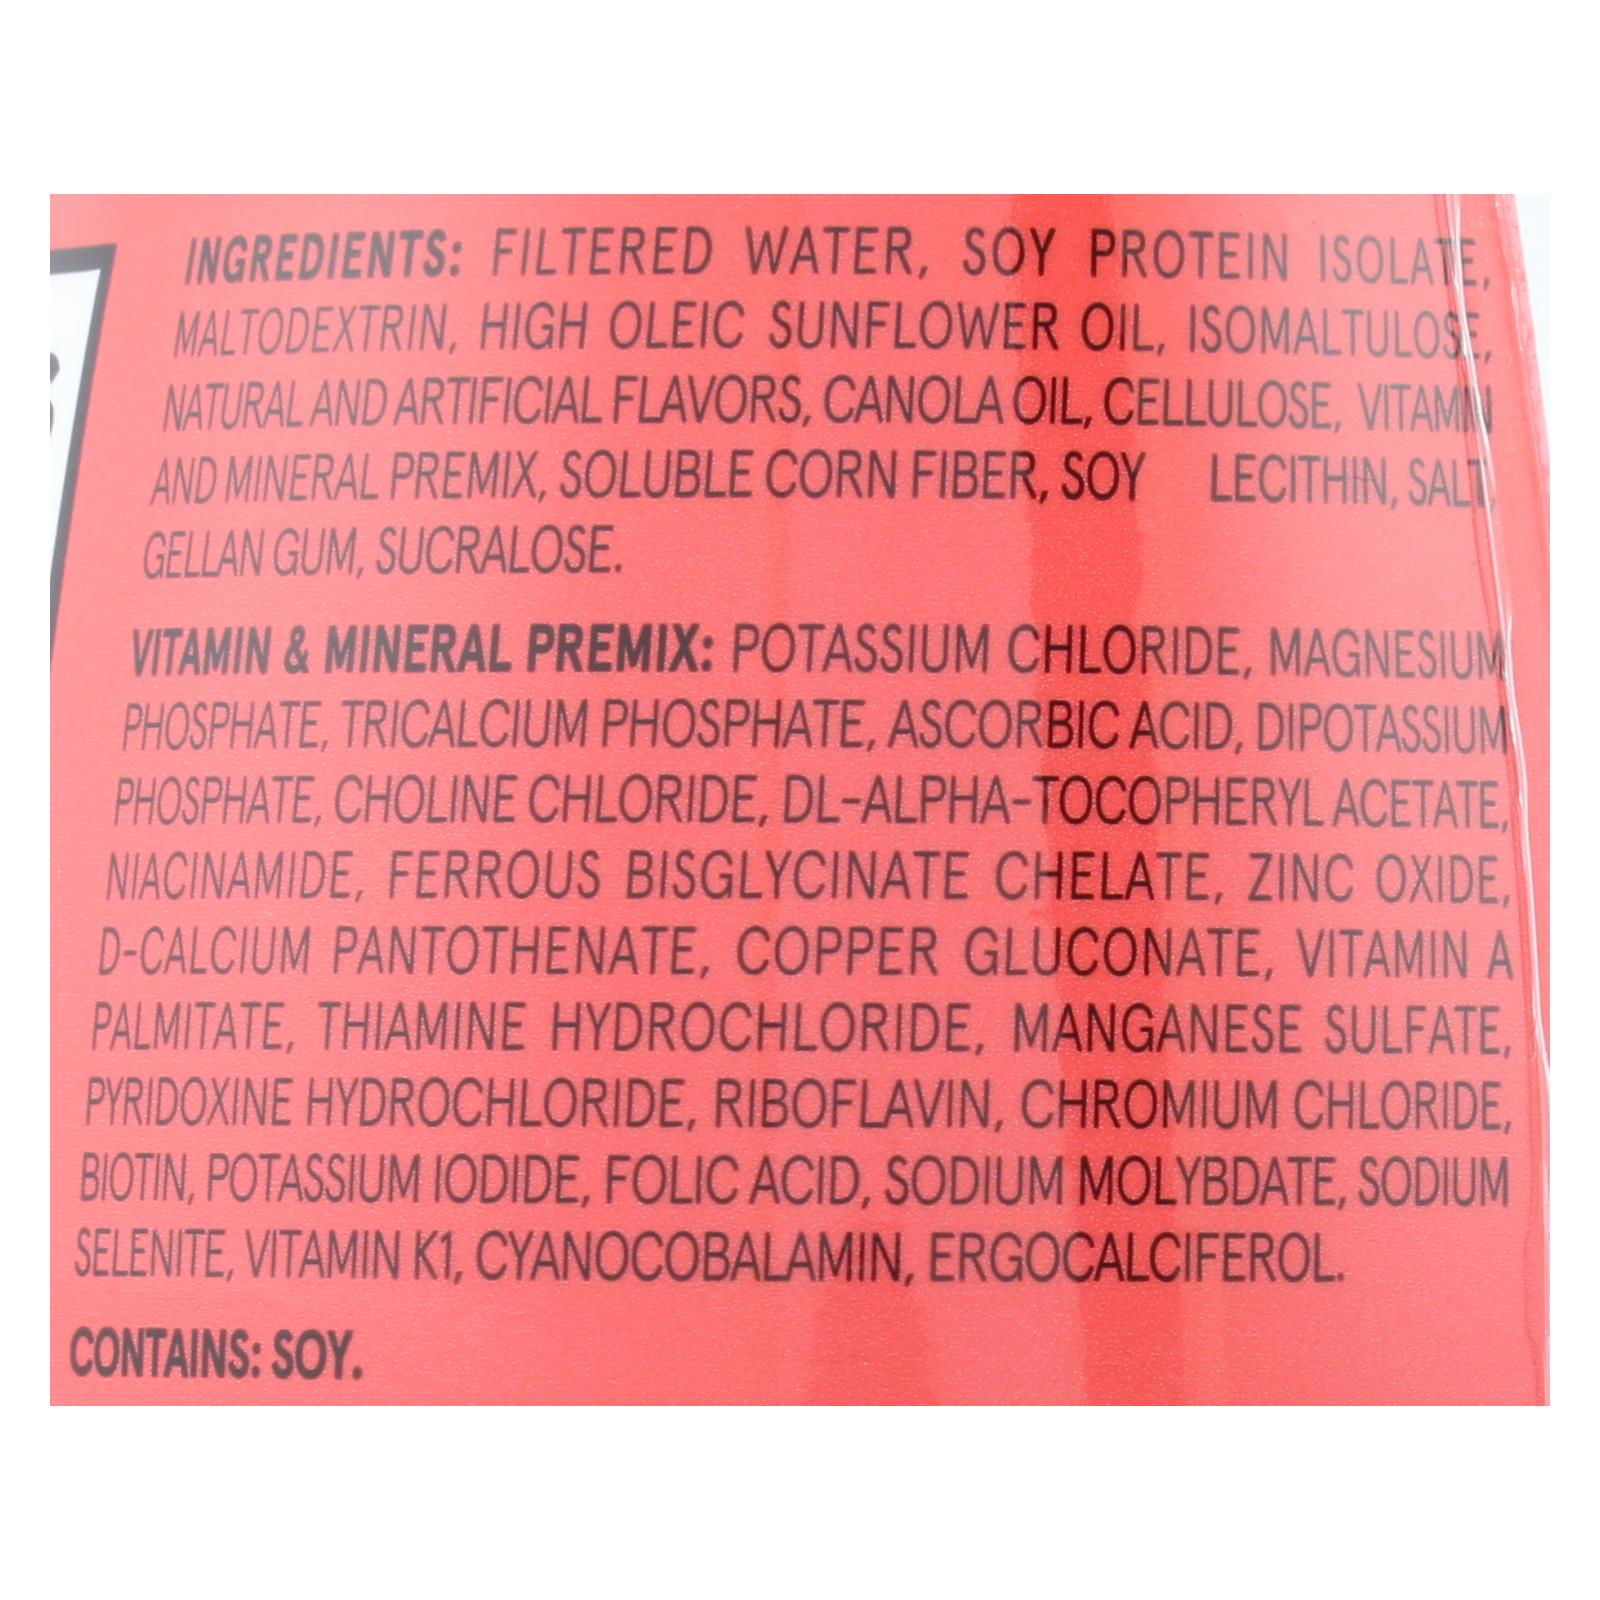 INGREDIENTS: FILTERED WATER, SOY PROTEIN ISOLATE,
MALTODEXTRIN, HIGH OLEIC SUNFLOWER OIL, ISOMALTULOSE,
NATURAL AND ARTIFICIAL FLAVORS, CANOLA OIL, CELLULOSE, VITAMIN
AND MINERAL PREMIX, SOLUBLE CORN FIBER, SOY LECITHIN, SALT,
GELLAN GUM, SUCRALOSE.
VITAMIN & MINERAL PREMIX: POTASSIUM CHLORIDE, MAGNESIUM
PHOSPHATE, TRICALCIUM PHOSPHATE, ASCORBIC ACID, DIPOTASSIUM
PHOSPHATE, CHOLINE CHLORIDE, DL-ALPHA-TOCOPHERYL ACETATE,
NIACINAMIDE, FERROUS BISGLYCINATE CHELATE, ZINC OXIDE,
D-CALCIUM PANTOTHENATE, COPPER GLUCONATE, VITAMIN A
PALMITATE, THIAMINE HYDROCHLORIDE, MANGANESE SULFATE,
PYRIDOXINE HYDROCHLORIDE, RIBOFLAVIN, CHROMIUM CHLORIDE,
BIOTIN, POTASSIUM IODIDE, FOLIC ACID, SODIUM MOLYBDATE, SODIUM
SELENITE, VITAMIN K1, CYANOCOBALAMIN, ERGOCALCIFEROL.
CONTAINS: SOY.